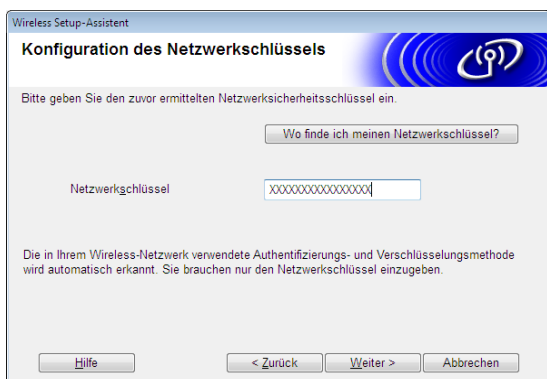 Wireless Setup-Assistent
Konfiguration des Netzwerkschlüssels
Bitte geben Sie den zuvor ermittelten Netzwerksicherheitsschlüssel ein.
Wo finde ich meinen Netzwerkschlüssel?
Netzwerkschlüssel XXXXXXXXXXXXXXXX
Die in Ihrem Wireless-Netzwerk verwendete Authentifizierungs- und Verschlüsselungsmethode
wird automatisch erkannt. Sie brauchen nur den Netzwerkschlüssel einzugeben.
Hilfe < Zurück Weiter > Abbrechen